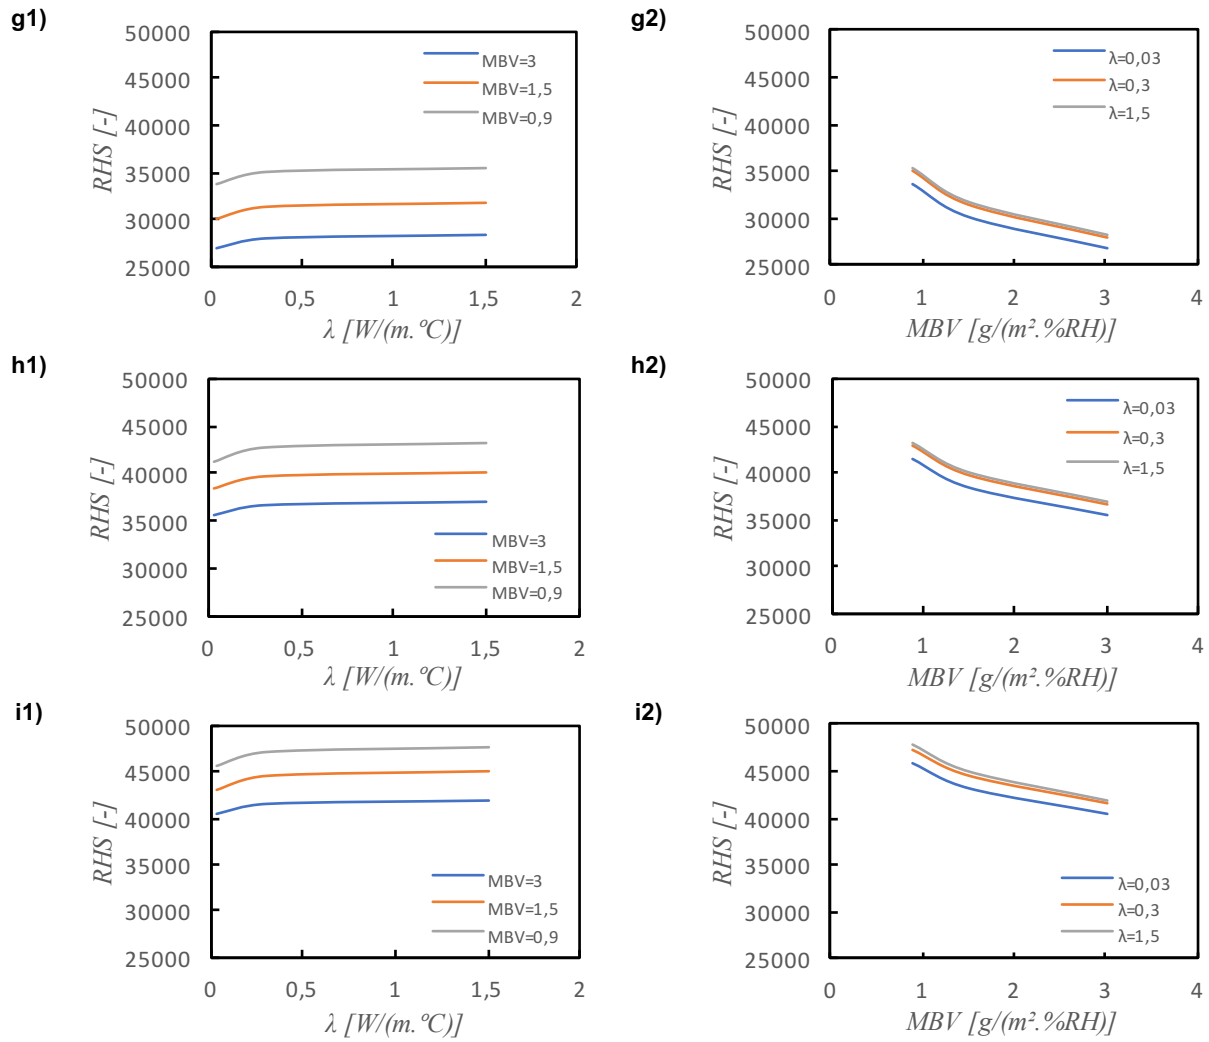 g1)
50000
45000
40000
35000
30000
25000
RHS [-]
MBV=3
MBV=1,5
MBV=0,9
0
0,5
1
1,5
2
λ [W/(m.ºC)]
g2)
50000
45000
40000
35000
30000
25000
RHS [-]
λ=0,03
λ=0,3
λ=1,5
0
1
2
3
4
MBV [g/(m².%RH)]
h1)
50000
45000
40000
35000
30000
25000
RHS [-]
MBV=3
MBV=1,5
MBV=0,9
0
0,5
1
1,5
2
λ [W/(m.ºC)]
h2)
50000
45000
40000
35000
30000
25000
RHS [-]
λ=0,03
λ=0,3
λ=1,5
0
1
2
3
4
MBV [g/(m².%RH)]
i1)
50000
45000
40000
35000
30000
25000
RHS [-]
MBV=3
MBV=1,5
MBV=0,9
0
0,5
1
1,5
2
λ [W/(m.ºC)]
i2)
50000
45000
40000
35000
30000
25000
RHS [-]
λ=0,03
λ=0,3
λ=1,5
0
1
2
3
4
MBV [g/(m².%RH)]